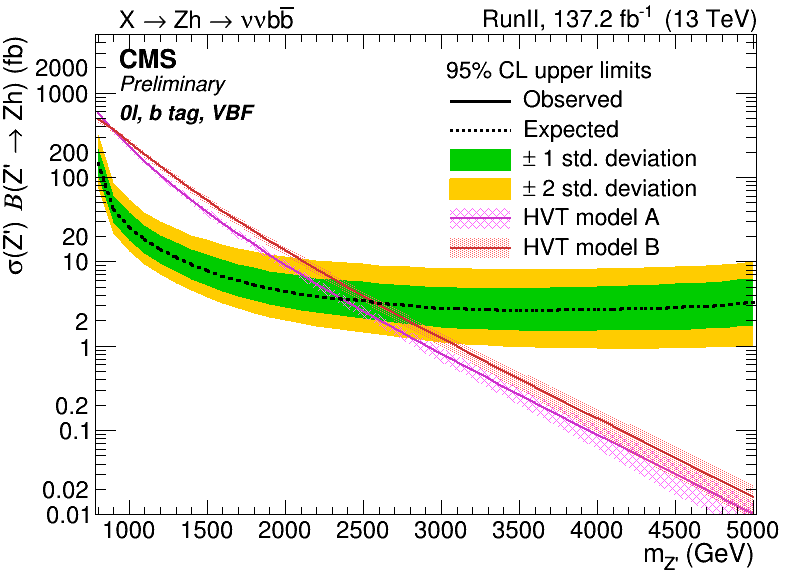 X → Zh → ννbb̅
RunII, 137.2 fb⁻¹ (13 TeV)
CMS
Preliminary
0l, b tag, VBF
95% CL upper limits
Observed
Expected
± 1 std. deviation
± 2 std. deviation
HVT model A
HVT model B
σ(Z') B(Z' → Zh) (fb)
2000
1000
200
100
20
10
2
1
0.2
0.1
0.02
0.01
1000 1500 2000 2500 3000 3500 4000 4500 5000
m_Z' (GeV)